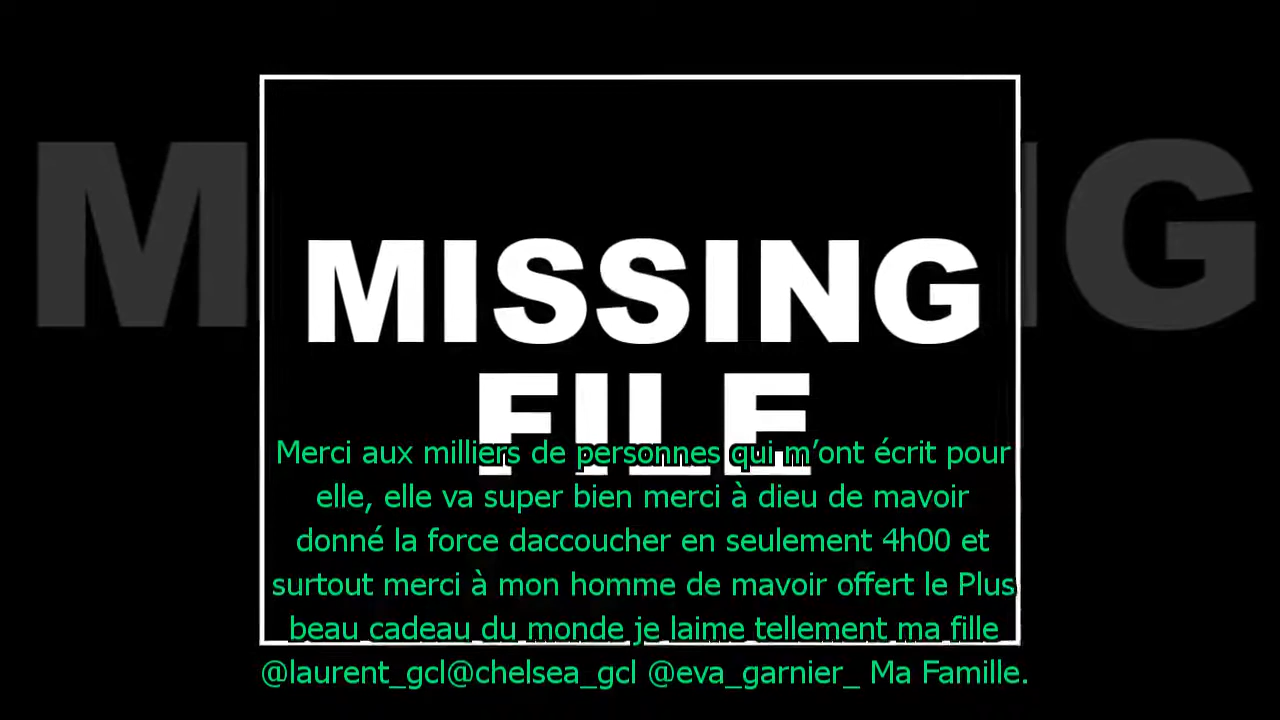 MISSING
FILE
Merci aux milliers de personnes qui m’ont écrit pour
elle, elle va super bien merci à dieu de mavoir
donné la force daccoucher en seulement 4h00 et
surtout merci à mon homme de mavoir offert le Plus
beau cadeau du monde je laime tellement ma fille
@laurent_gcl@chelsea_gcl @eva_garnier_ Ma Famille.